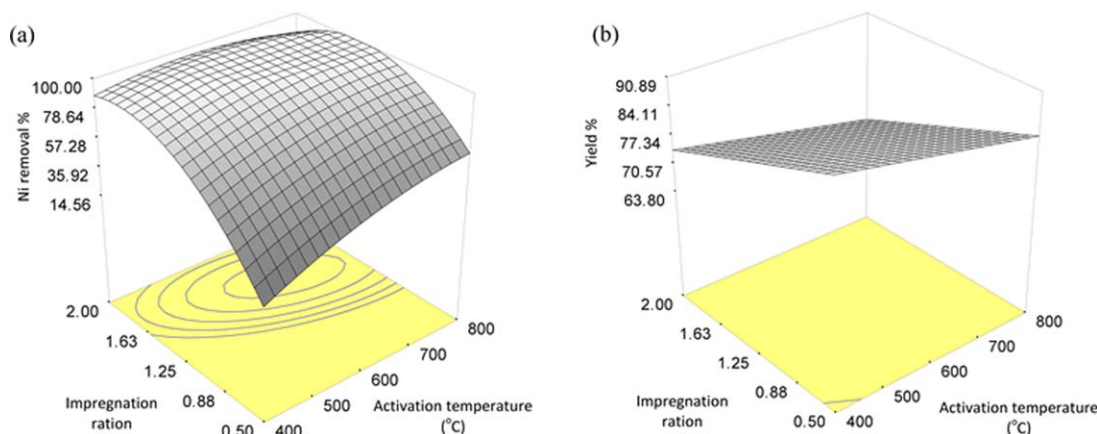 (a)
100.00
78.64
57.28
35.92
14.56
Ni removal %
2.00
1.63
1.25
0.88
0.50
Impregnation
ration
400
500
600
700
800
Activation temperature
(°C)
(b)
90.89
84.11
77.34
70.57
63.80
Yield %
2.00
1.63
1.25
0.88
0.50
Impregnation
ration
400
500
600
700
800
Activation temperature
(°C)